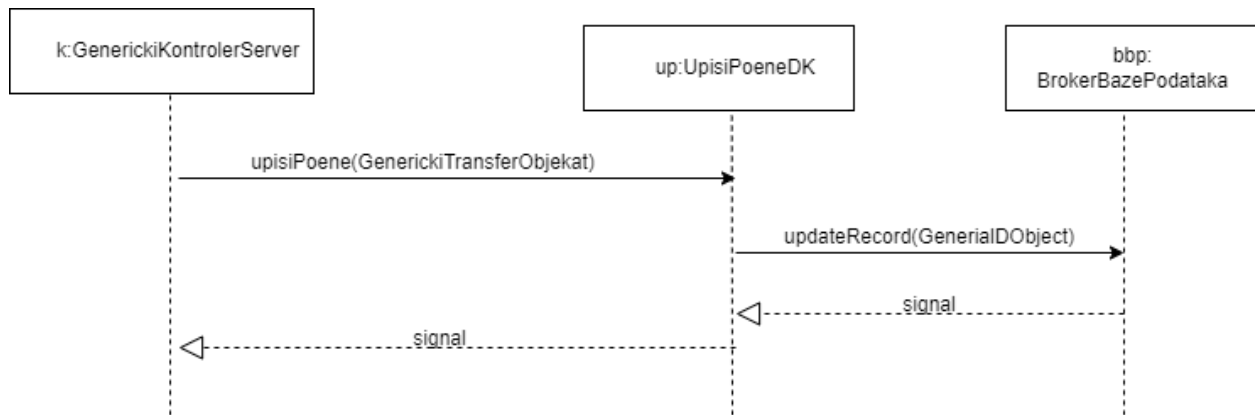 k:GenerickiKontrolerServer
up:UpisiPoeneDK
bbp:
BrokerBazePodataka
upisiPoene(GenerickiTransferObjekat)
updateRecord(GenerialDObject)
signal
signal